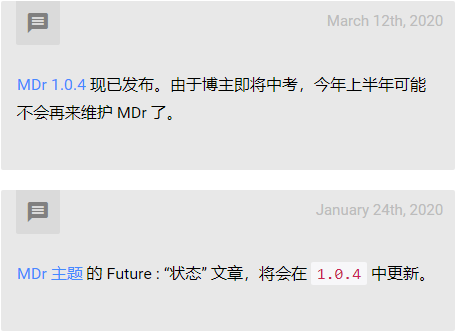 March 12th, 2020
MDr 1.0.4 现已发布。由于博主即将中考，今年上半年可能
不会再来维护 MDr 了。
January 24th, 2020
MDr 主题 的 Future : “状态” 文章，将会在 1.0.4 中更新。